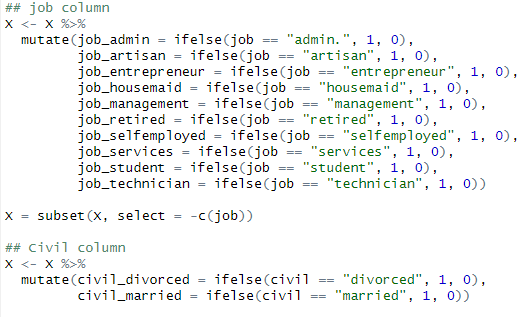 ## job column
X <- X %>%
  mutate(job_admin = ifelse(job == "admin.", 1, 0),
         job_artisan = ifelse(job == "artisan", 1, 0),
         job_entrepreneur = ifelse(job == "entrepreneur", 1, 0),
         job_housemaid = ifelse(job == "housemaid", 1, 0),
         job_management = ifelse(job == "management", 1, 0),
         job_retired = ifelse(job == "retired", 1, 0),
         job_selfemployed = ifelse(job == "selfemployed", 1, 0),
         job_services = ifelse(job == "services", 1, 0),
         job_student = ifelse(job == "student", 1, 0),
         job_technician = ifelse(job == "technician", 1, 0))
X = subset(X, select = -c(job))
## Civil column
X <- X %>%
  mutate(civil_divorced = ifelse(civil == "divorced", 1, 0),
         civil_married = ifelse(civil == "married", 1, 0))